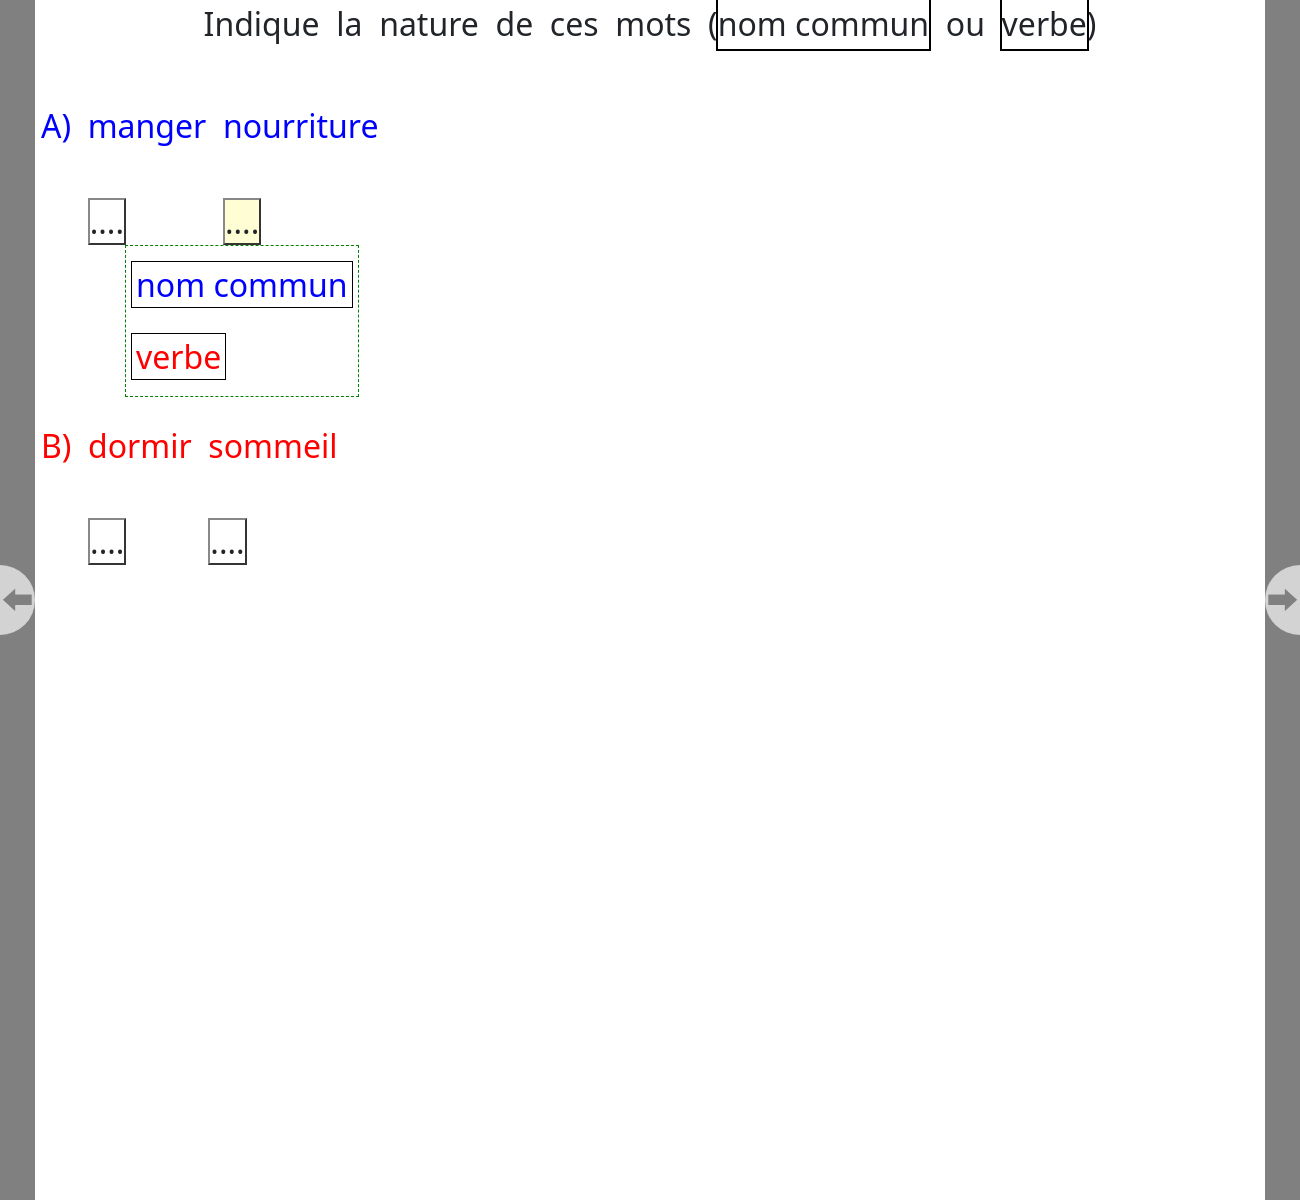 Indique la nature de ces mots (nom commun ou verbe)
A) manger nourriture
.... ....
nom commun
verbe
B) dormir sommeil
.... ....